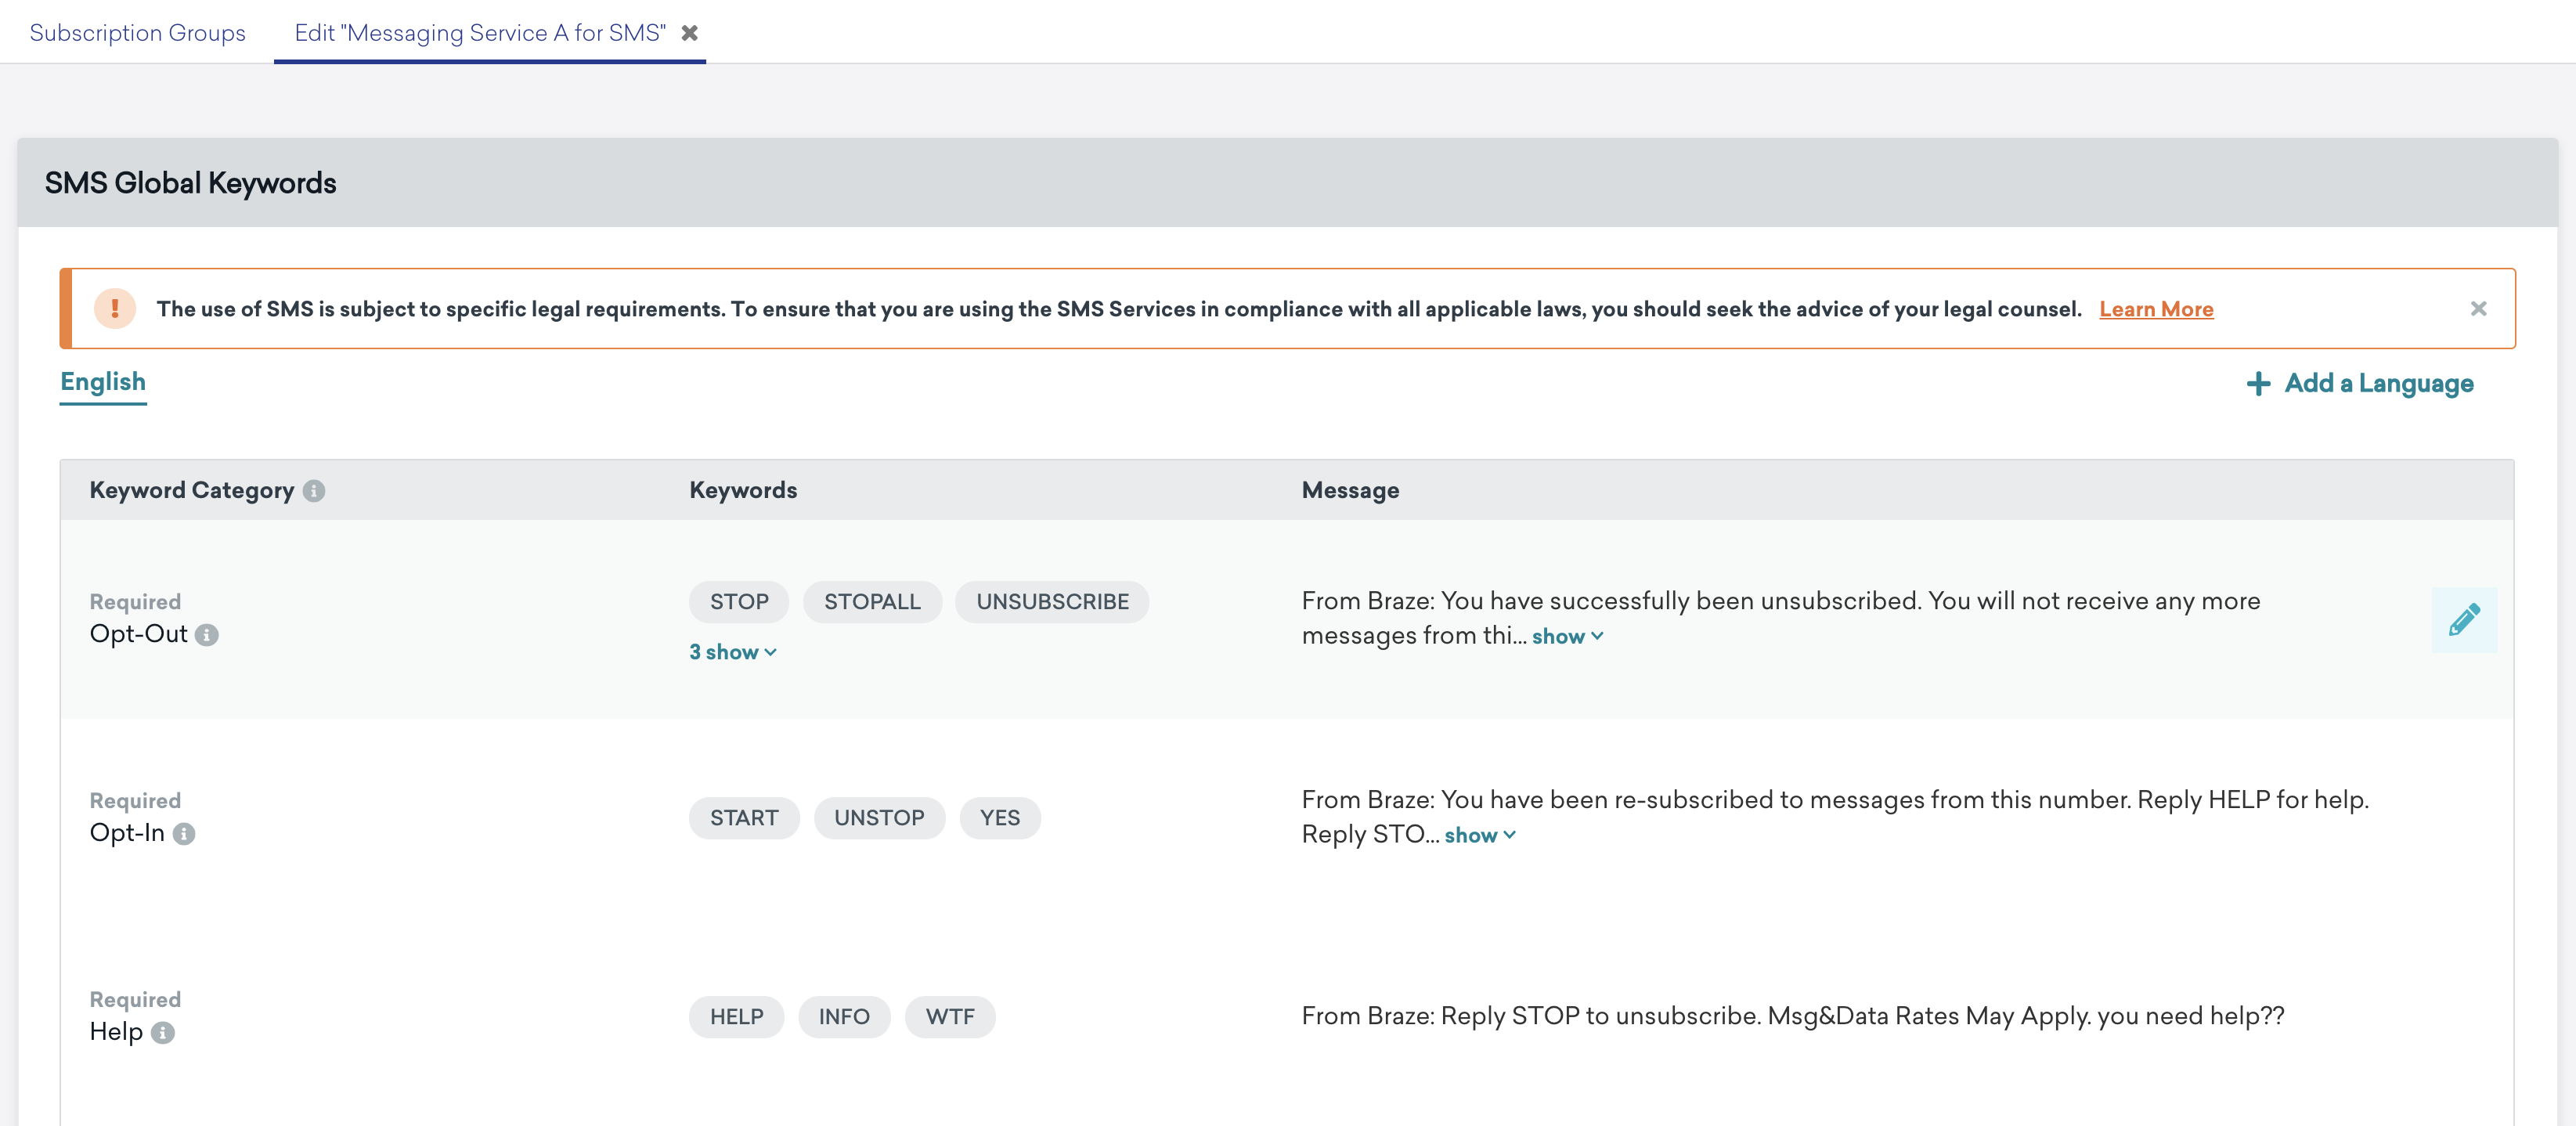 Subscription Groups
Edit "Messaging Service A for SMS"
SMS Global Keywords
The use of SMS is subject to specific legal requirements. To ensure that you are using the SMS Services in compliance with all applicable laws, you should seek the advice of your legal counsel. Learn More
English
Add a Language
Keyword Category
Keywords
Message
Required
Opt-Out
STOP
STOPALL
UNSUBSCRIBE
3 show
From Braze: You have successfully been unsubscribed. You will not receive any more
messages from thi... show
Required
Opt-In
START
UNSTOP
YES
From Braze: You have been re-subscribed to messages from this number. Reply HELP for help.
Reply STO... show
Required
Help
HELP
INFO
WTF
From Braze: Reply STOP to unsubscribe. Msg&Data Rates May Apply. you need help??